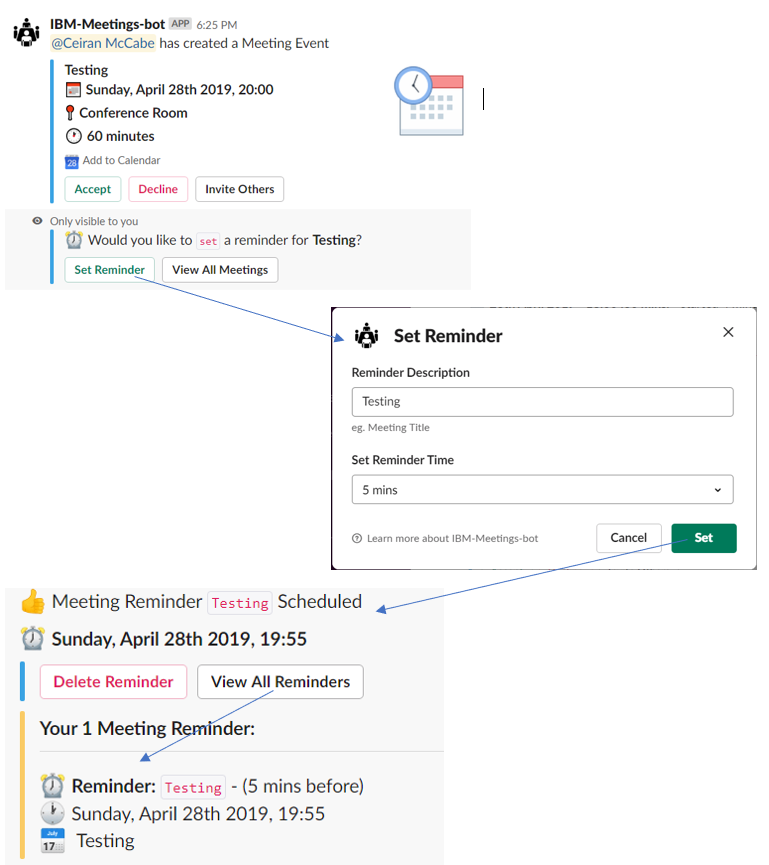 IBM-Meetings-bot APP 6:25 PM
@Ceiran McCabe has created a Meeting Event
Testing
Sunday, April 28th 2019, 20:00
Conference Room
60 minutes
28 Add to Calendar
Accept Decline Invite Others
Only visible to you
Would you like to set a reminder for Testing?
Set Reminder View All Meetings
Set Reminder
Reminder Description
Testing
eg. Meeting Title
Set Reminder Time
5 mins
Learn more about IBM-Meetings-bot Cancel Set
Meeting Reminder Testing Scheduled
Sunday, April 28th 2019, 19:55
Delete Reminder View All Reminders
Your 1 Meeting Reminder:
Reminder: Testing - (5 mins before)
Sunday, April 28th 2019, 19:55
July
17 Testing